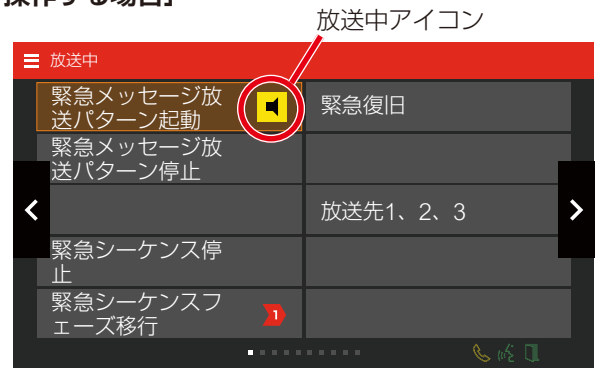 操作する場合］
放送中アイコン
放送中
緊急メッセージ放
送パターン起動
緊急復旧
緊急メッセージ放
送パターン停止
放送先1、2、3
緊急シーケンス停
止
緊急シーケンスフ
ェーズ移行
1